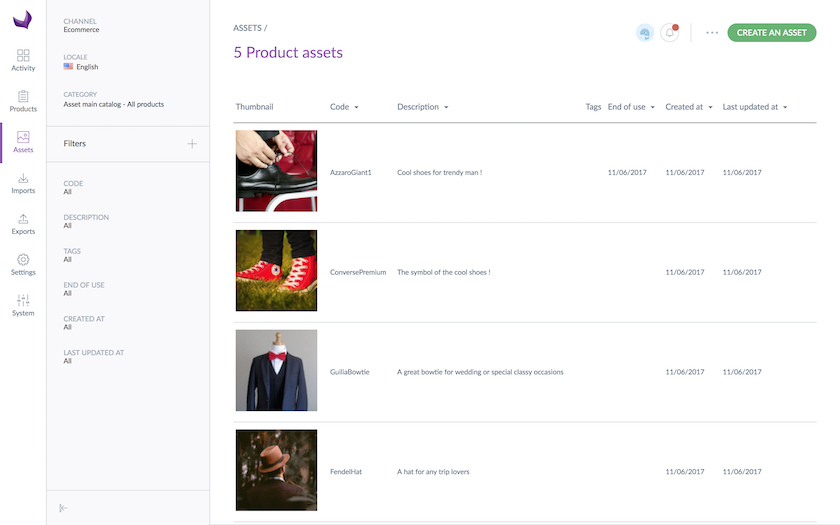 Activity
Products
Assets
Imports
Exports
Settings
System
CHANNEL
Ecommerce
LOCALE
English
CATEGORY
Asset main catalog - All products
Filters
CODE
All
DESCRIPTION
All
TAGS
All
END OF USE
All
CREATED AT
All
LAST UPDATED AT
All
ASSETS /
CREATE AN ASSET
5 Product assets
Thumbnail Code Description Tags End of use Created at Last updated at
AzzaroGiant1 Cool shoes for trendy man ! 11/06/2017 11/06/2017 11/06/2017
ConversePremium The symbol of the cool shoes ! 11/06/2017 11/06/2017
GuiliaBowtie A great bowtie for wedding or special classy occasions 11/06/2017 11/06/2017
FendelHat A hat for any trip lovers 11/06/2017 11/06/2017